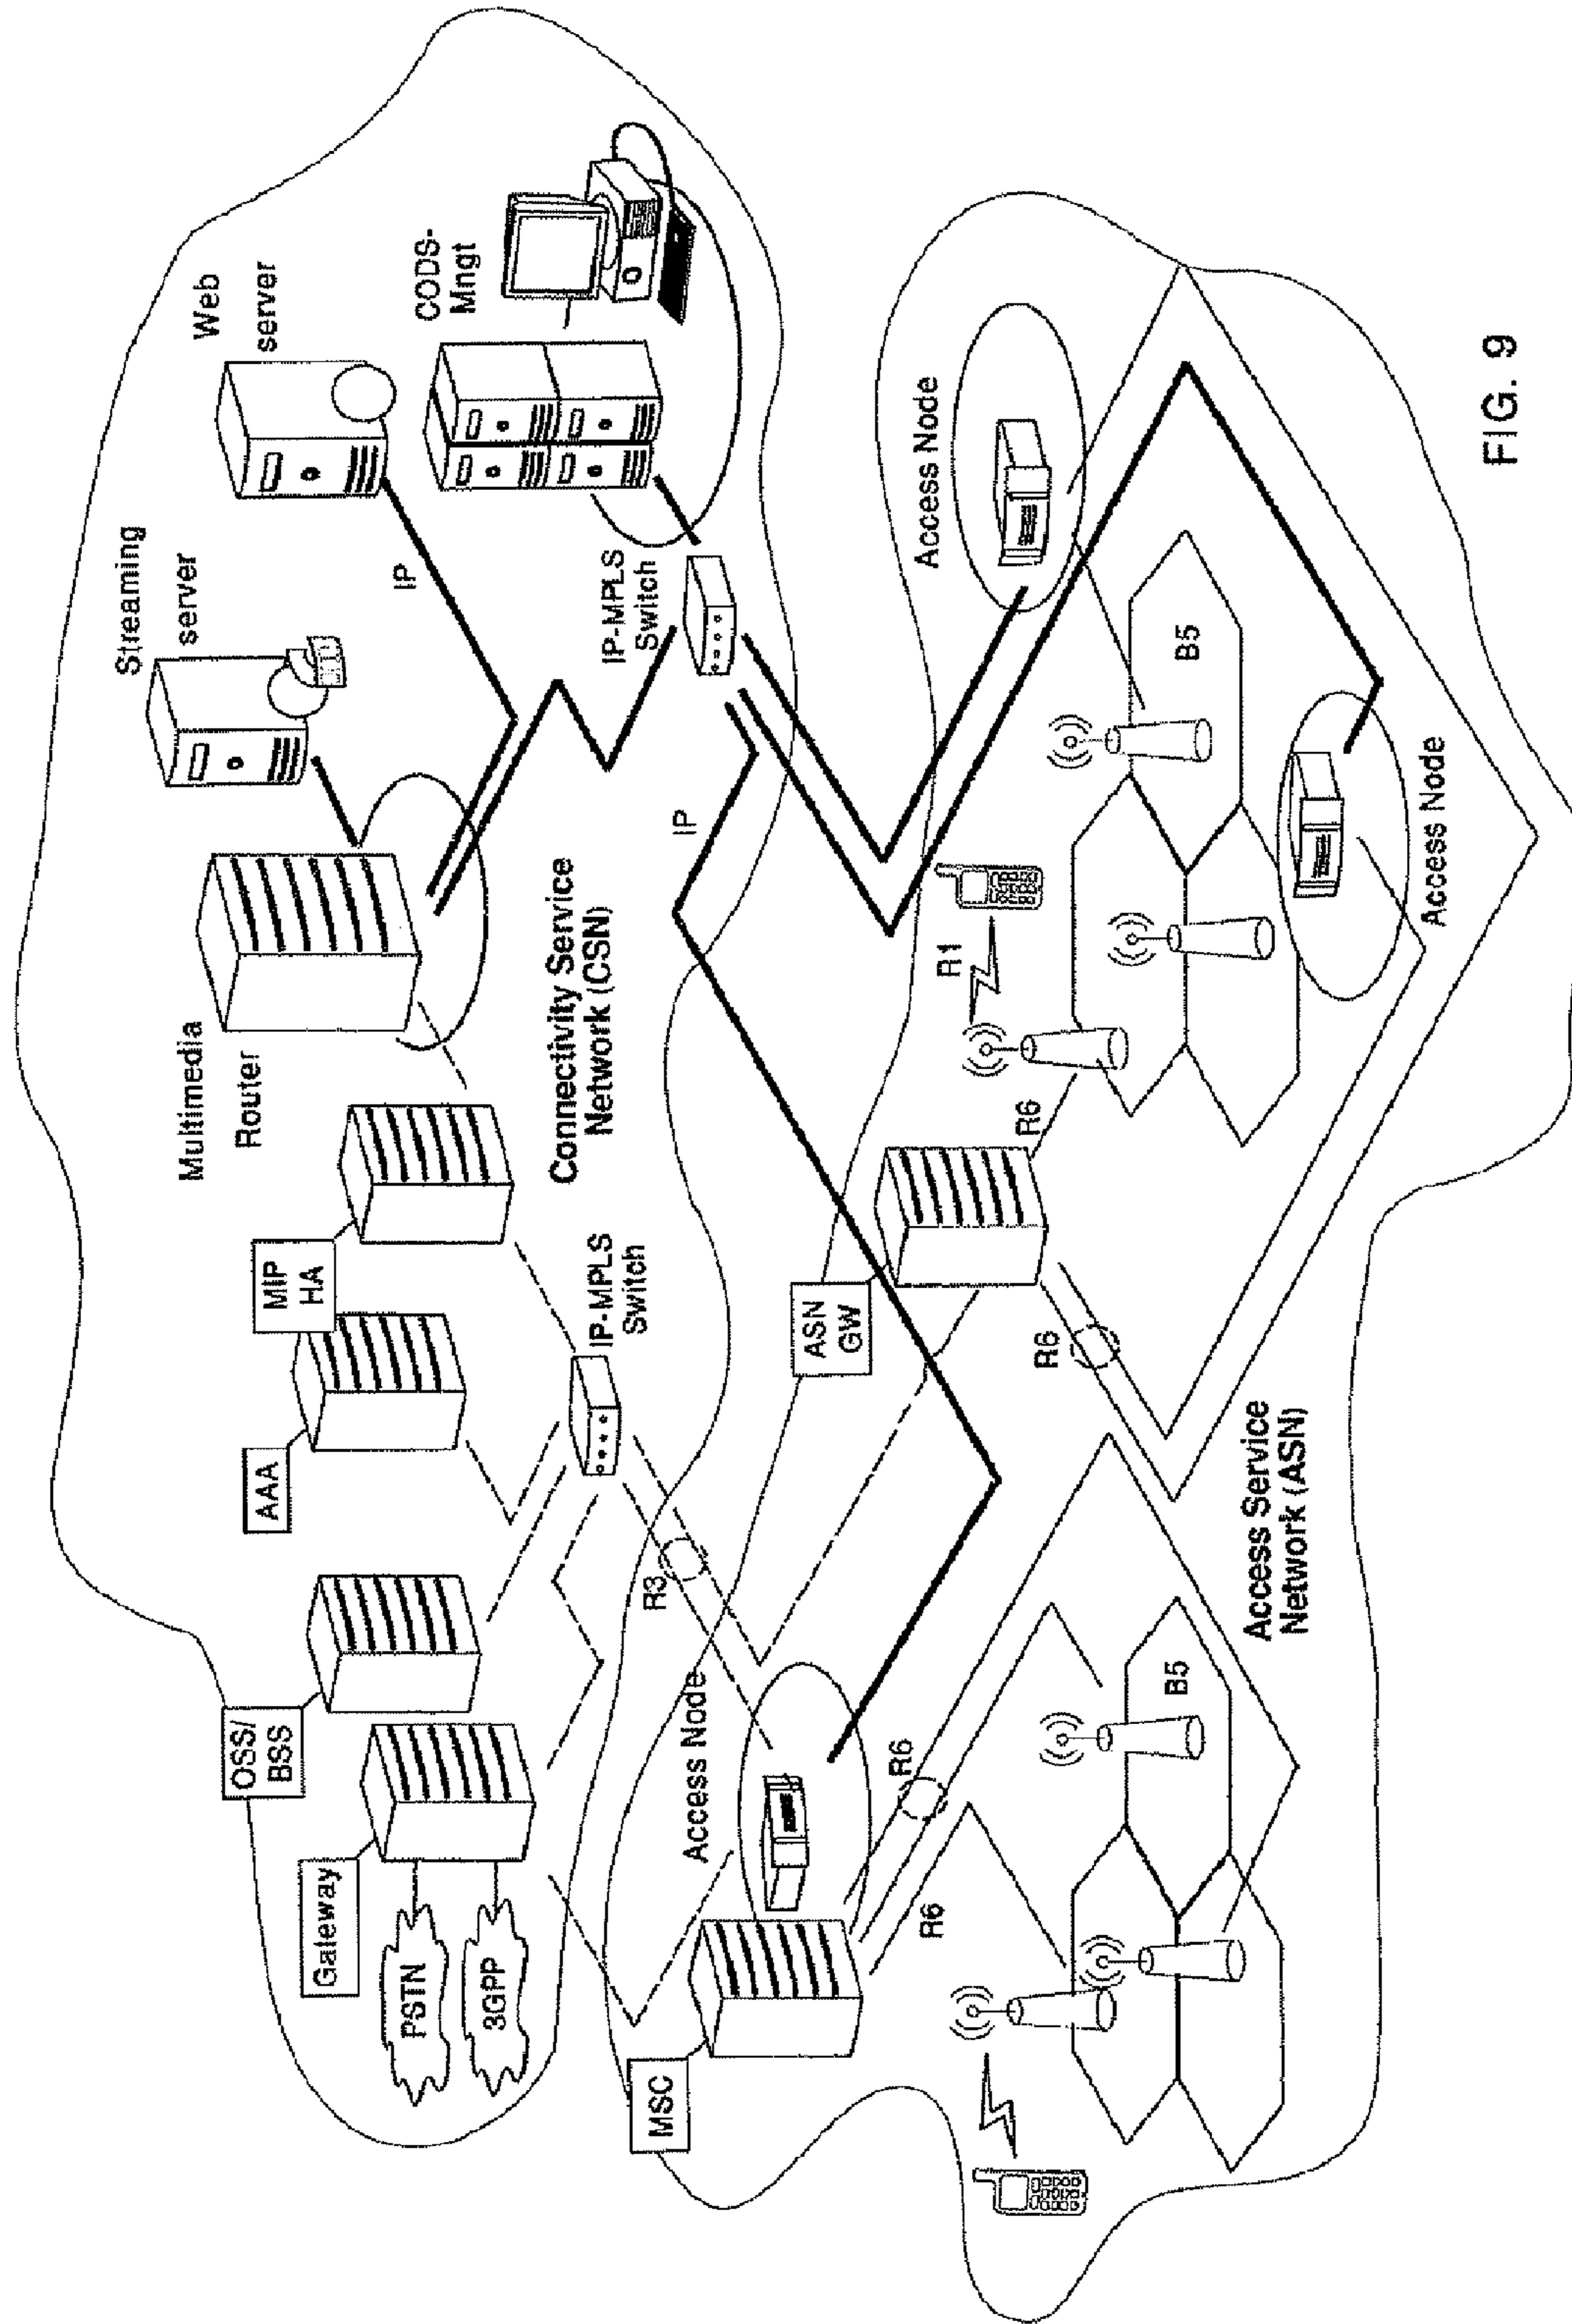 Streaming
server
Web
server
Multimedia
Router
IP
CODS-
Mngt
MIP
HA
AAA
OSS/
BSS
Gateway
PSTN
3GPP
Connectivity Service
Network (CSN)
IP-MPLS
Switch
IP-MPLS
Switch
R3
IP
Access Node
MSC
ASN
GW
Access Node
R6
R6
R6
R6
R1
B5
B5
Access Node
Access Service
Network (ASN)
FIG. 9